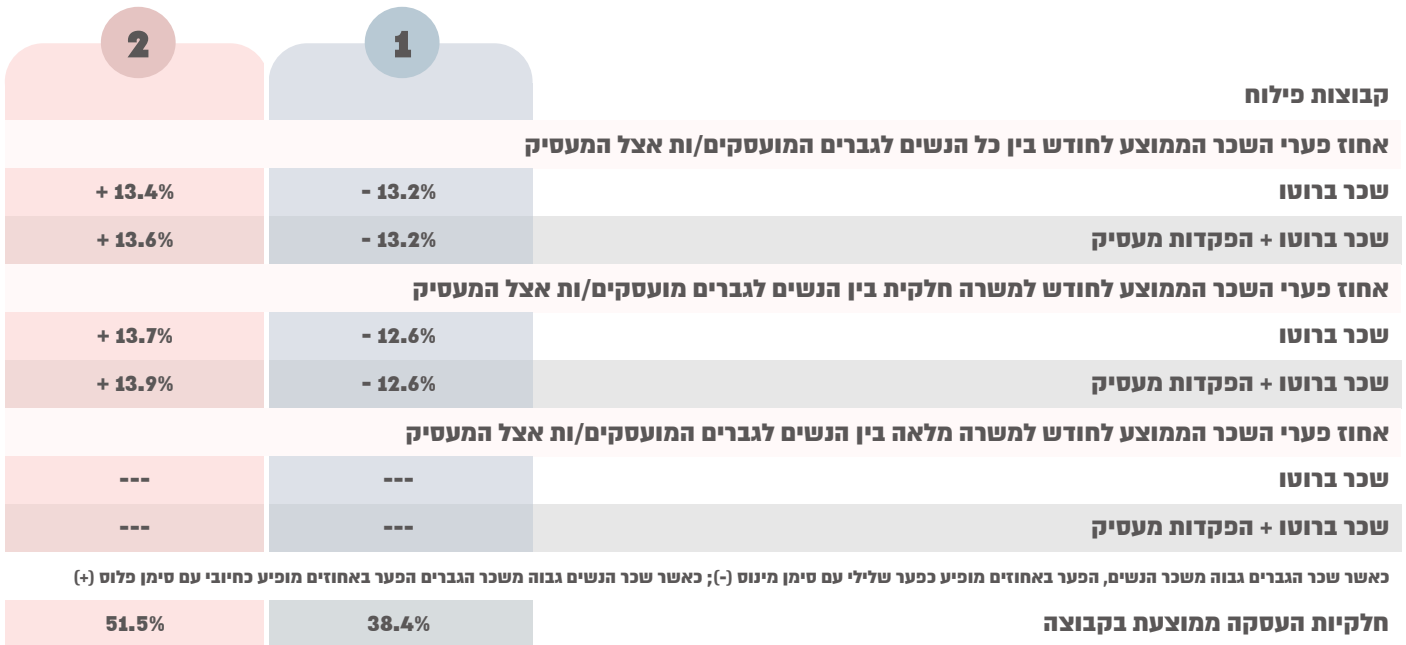 1 2
קבוצות פילוח
אחוז פערי השכר הממוצע לחודש בין כל הנשים לגברים המועסקים/ות אצל המעסיק
שכר ברוטו - 13.2% + 13.4%
שכר ברוטו + הפקדות מעסיק - 13.2% + 13.6%
אחוז פערי השכר הממוצע לחודש למשרה חלקית בין הנשים לגברים מועסקים/ות אצל המעסיק
שכר ברוטו - 12.6% + 13.7%
שכר ברוטו + הפקדות מעסיק - 12.6% + 13.9%
אחוז פערי השכר הממוצע לחודש למשרה מלאה בין הנשים לגברים המועסקים/ות אצל המעסיק
שכר ברוטו --- ---
שכר ברוטו + הפקדות מעסיק --- ---
כאשר שכר הגברים גבוה משכר הנשים, הפער באחוזים מופיע כפער שלילי עם סימן מינוס (-); כאשר שכר הנשים גבוה משכר הגברים הפער באחוזים מופיע כחיובי עם סימן פלוס (+)
חלקיות העסקה ממוצעת בקבוצה 38.4% 51.5%